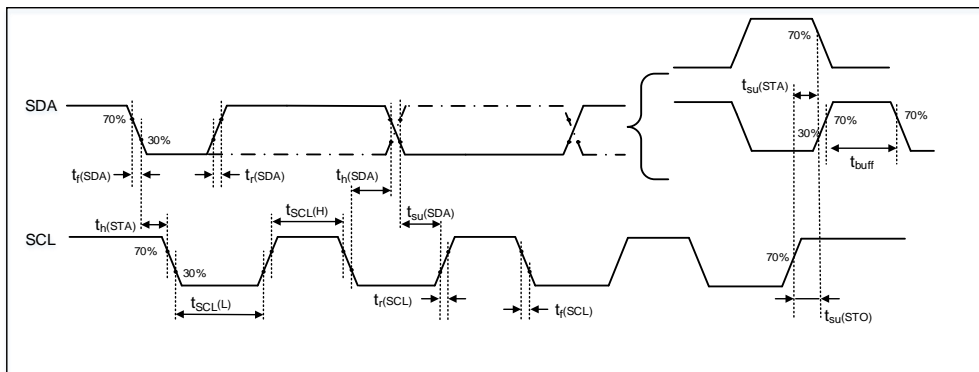 70%
tsu(STA)
SDA
70%
30%
30%
70%
70%
tf(SDA)
tr(SDA)
th(SDA)
tbuff
th(STA)
tSCL(H)
tsu(SDA)
SCL
70%
30%
70%
tSCL(L)
tr(SCL)
tf(SCL)
tsu(STO)